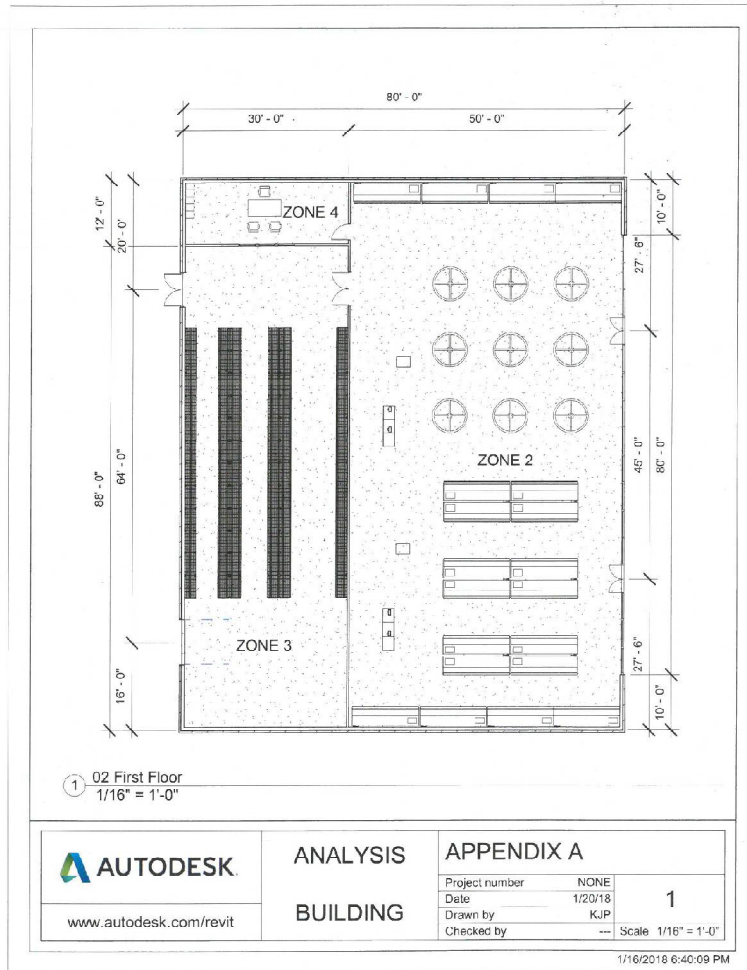 80' - 0"
30' - 0"
50' - 0"
12' - 0"
20' - 0"
ZONE 4
10' - 0"
27' - 6"
88' - 0"
64' - 0"
ZONE 2
45' - 0"
80' - 0"
ZONE 3
16' - 0"
27' - 6"
10' - 0"
1
02 First Floor
1/16" = 1'-0"
AUTODESK.
www.autodesk.com/revit
ANALYSIS
BUILDING
APPENDIX A
Project number NONE
Date 1/20/18
Drawn by KJP
Checked by ---
1
Scale 1/16" = 1'-0"
1/16/2018 6:40:09 PM